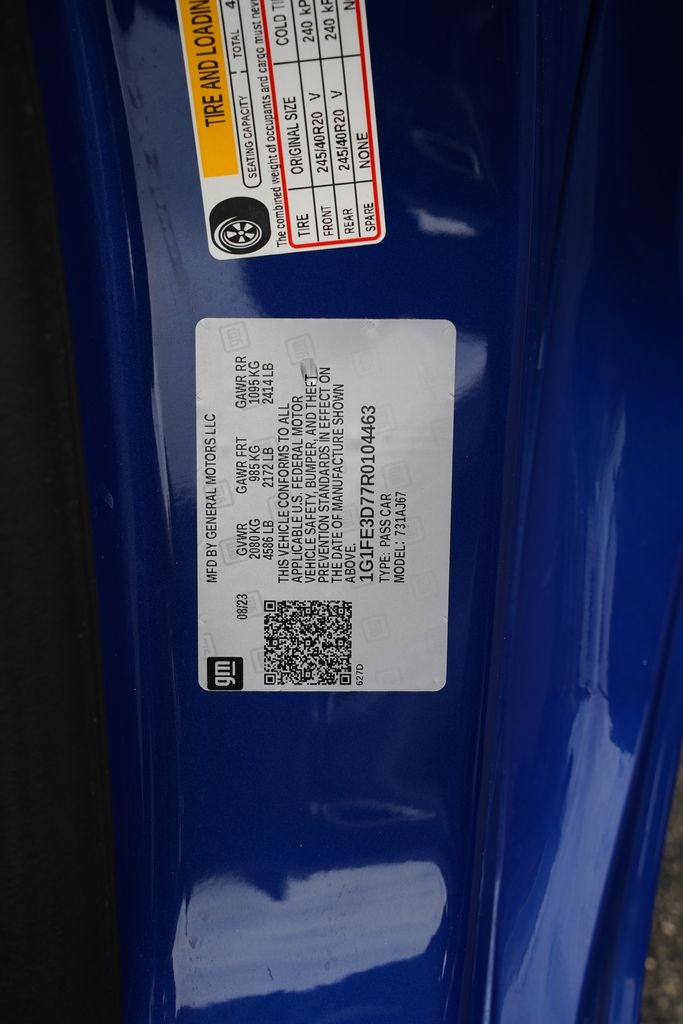 TIRE AND LOADIN
SEATING CAPACITY TOTAL 4
The combined weight of occupants and cargo must neve
TIRE ORIGINAL SIZE COLD TI
FRONT 245/40R20 V 240 KP
REAR 245/40R20 V 240 KP
SPARE NONE N
gm
MFD BY GENERAL MOTORS LLC
08/23 GVWR GAWR FRT GAWR RR
2080 KG 985 KG 1095 KG
4586 LB 2172 LB 2414 LB
THIS VEHICLE CONFORMS TO ALL
APPLICABLE U.S. FEDERAL MOTOR
VEHICLE SAFETY, BUMPER, AND THEFT
PREVENTION STANDARDS IN EFFECT ON
THE DATE OF MANUFACTURE SHOWN
ABOVE.
1G1FE3D77R0104463
TYPE: PASS CAR
MODEL: 731AJ67
627D